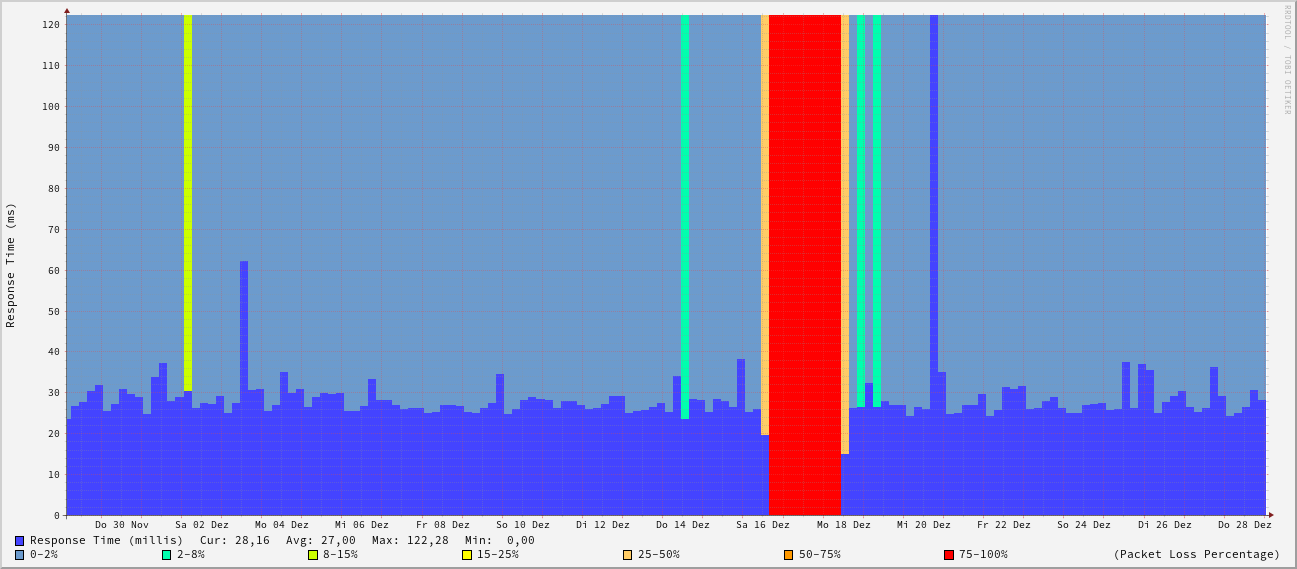 RRDTOOL / TOBI OETIKER
Response Time (ms)
120
110
100
90
80
70
60
50
40
30
20
10
0
Do 30 Nov Sa 02 Dez Mo 04 Dez Mi 06 Dez Fr 08 Dez So 10 Dez Di 12 Dez Do 14 Dez Sa 16 Dez Mo 18 Dez Mi 20 Dez Fr 22 Dez So 24 Dez Di 26 Dez Do 28 Dez
Response Time (millis) Cur: 28,16 Avg: 27,00 Max: 122,28 Min: 0,00
0-2% 2-8% 8-15% 15-25% 25-50% 50-75% 75-100% (Packet Loss Percentage)